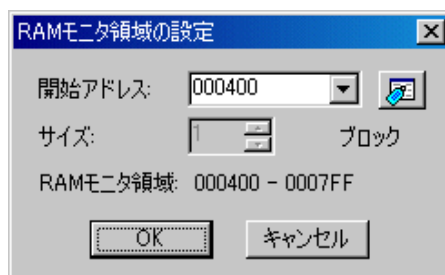 RAMモニタ領域の設定
開始アドレス: 000400
サイズ: 1 ブロック
RAMモニタ領域: 000400 - 0007FF
OK キャンセル